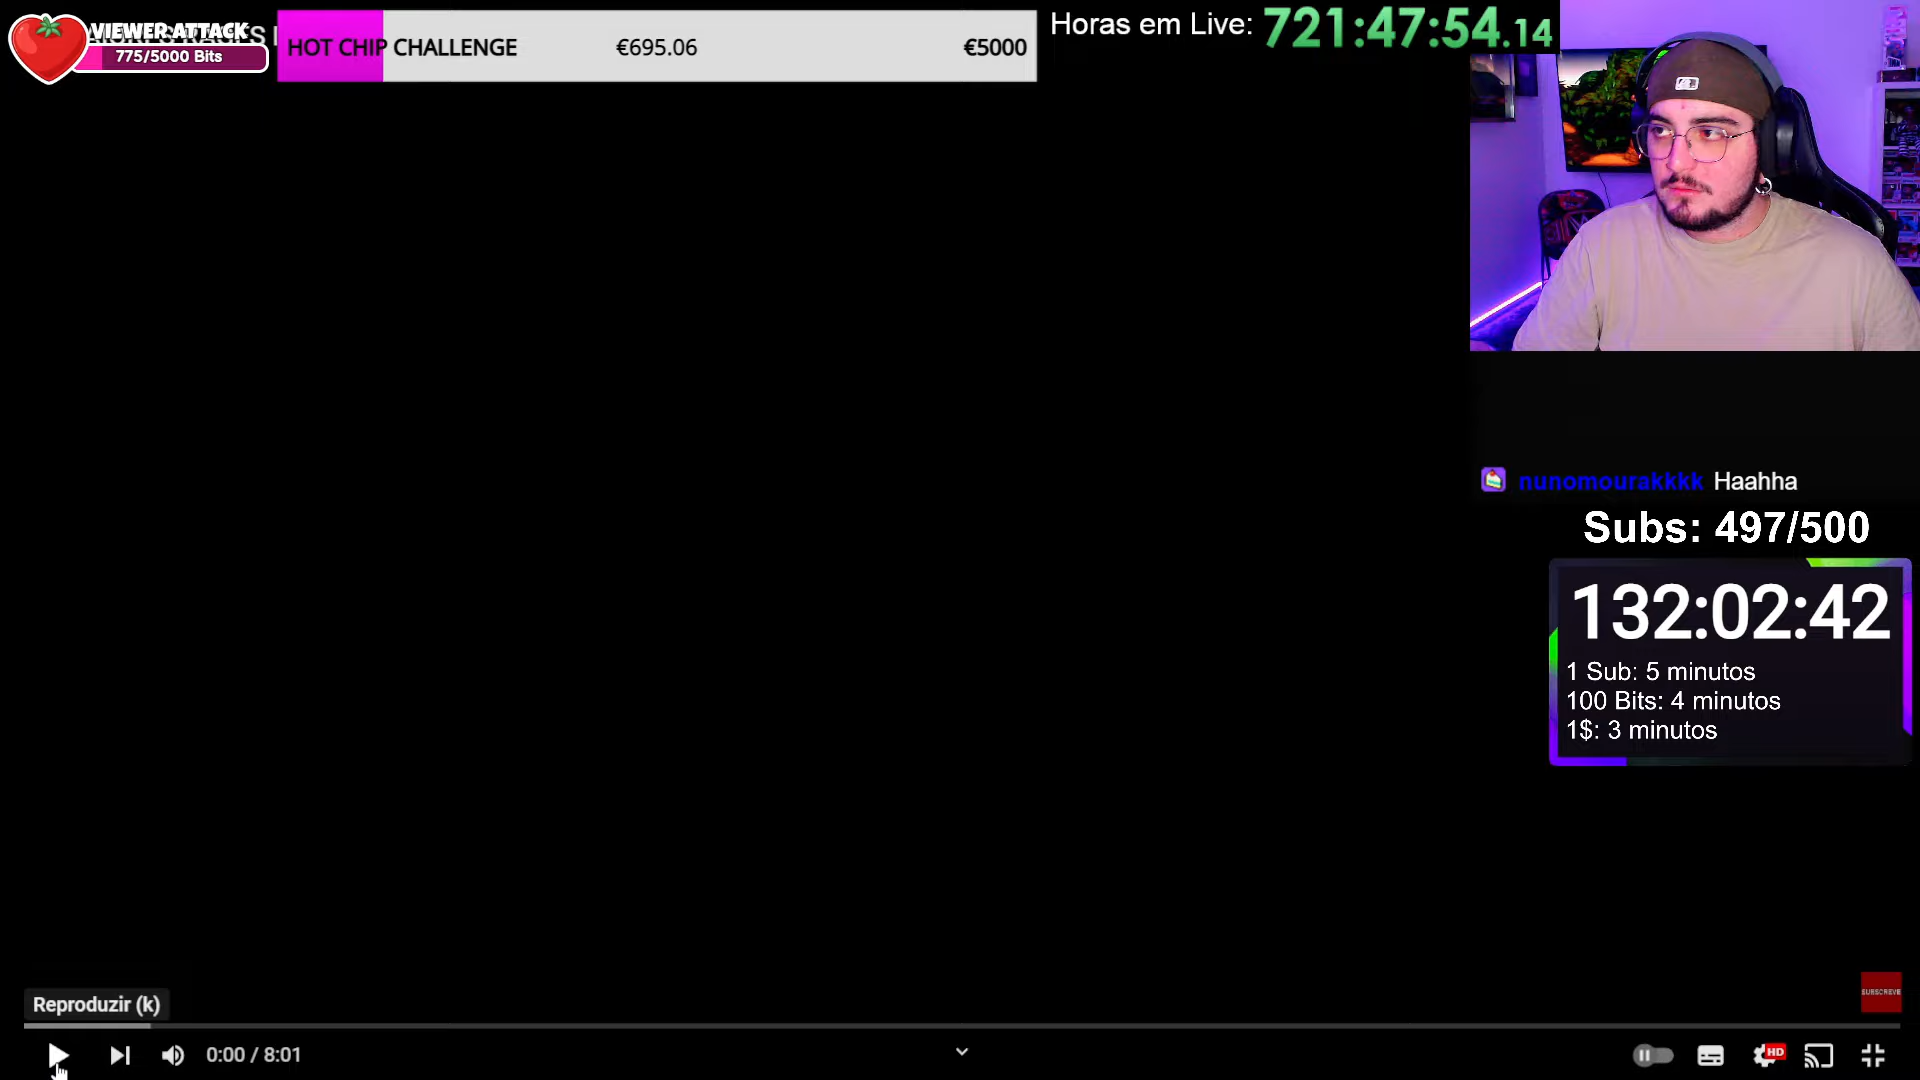 VIEWER ATTACK
775/5000 Bits
HOT CHIP CHALLENGE €695.06 €5000
Horas em Live: 721:47:54.14
nunomourakkkk Haahha
Subs: 497/500
132:02:42
1 Sub: 5 minutos
100 Bits: 4 minutos
1$: 3 minutos
SUBSCREVE
Reproduzir (k)
0:00 / 8:01
HD